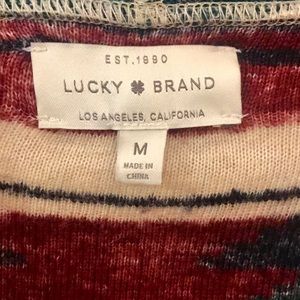 EST. 1990
LUCKY BRAND
LOS ANGELES, CALIFORNIA
M
MADE IN
CHINA